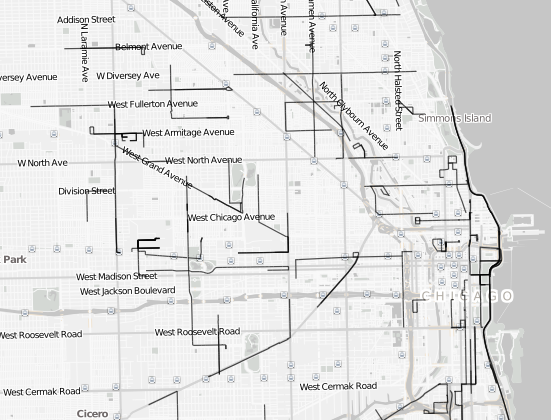 Addison Street
N Laramie Ave
Belmont Avenue
W Diversey Ave
versey Avenue
West Fullerton Avenue
West Armitage Avenue
W North Ave
West North Avenue
West Grand Avenue
Division Street
West Chicago Avenue
Park
West Madison Street
West Jackson Boulevard
West Roosevelt Road
West Roosevelt Road
West Cermak Road
West Cermak Road
Cicero
alifornia Ave
Avenue
North Clybourn Avenue
North Halsted Street
Simmons Island
CHICAGO